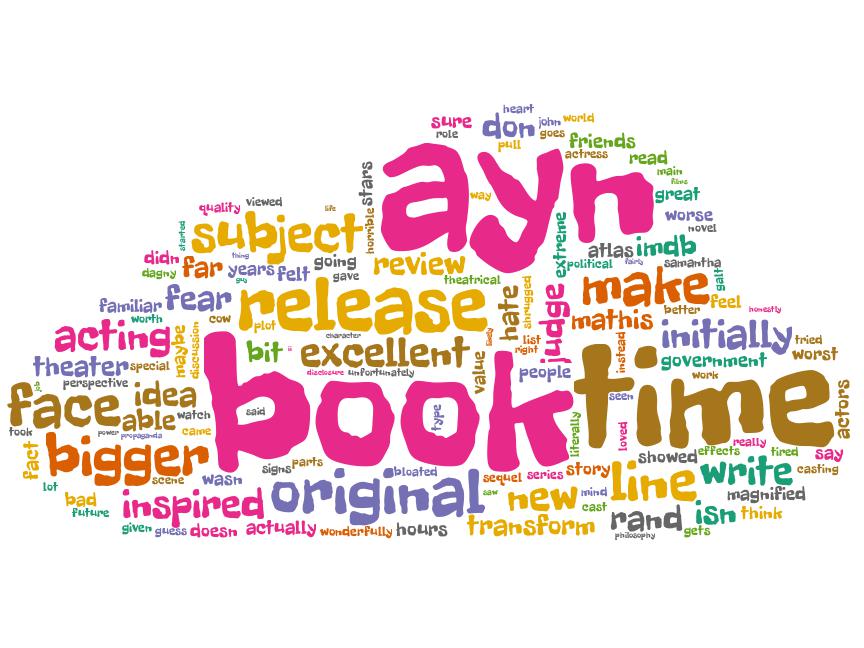 heart
sure
don
john
world
role
goes
pull
friends
stars
ayn
actress
read
main
films
quality
viewed
life
way
great
started
subject
horrible
extreme
worse
novel
didn
thing
going
review
atlas
imdb
dagny
far
years
felt
gave
theatrical
political
fairly
samantha
guy
galt
familiar
fear
release
hate
shrugged
judge
make
better
feel
worth
cow
plot
mathis
honestly
acting
maybe
discussion
character
list
instead
initially
tried
theater
special
bit
excellent
value
right
government
worst
disclosure
unfortunately
people
work
perspective
job
face
idea
able
watch
said
book
type
time
seen
actors
took
power
propaganda
came
literally
loved
fact
bigger
scene
wasn
signs
parts
bloated
showed
effects
really
tired
say
sequel
series
story
write
casting
lot
bad
inspired
original
saw
new
mind
line
magnified
future
cast
rand
isn
think
given
guess
doesn
actually
wonderfully
hours
transform
philosophy
gets